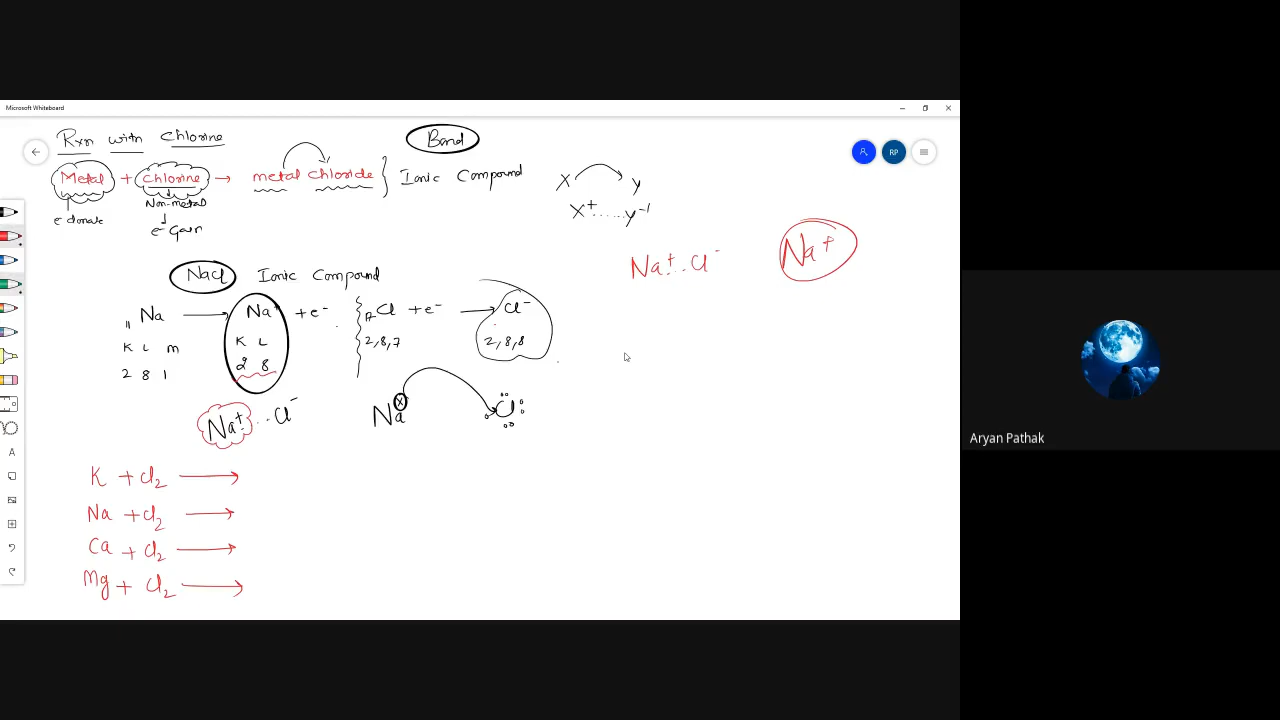 Microsoft Whiteboard
Rxn with Chlorine
Bond
Metal + Chlorine → metal chloride } Ionic Compound
Non-metal
e⁻ donate
e⁻ Gain
X Y
X⁺ ...... Y⁻¹
RP
Na⁺ ... Cl⁻
Na⁺
NaCl Ionic Compound
Na → Na⁺ + e⁻
11
K L M
2 8 1
K L
2 8
17Cl + e⁻ → Cl⁻
2,8,7
2,8,8
Na⁺ ... Cl⁻
Na x Cl
K + Cl₂ →
Na + Cl₂ →
Ca + Cl₂ →
Mg + Cl₂ →
A
Aryan Pathak